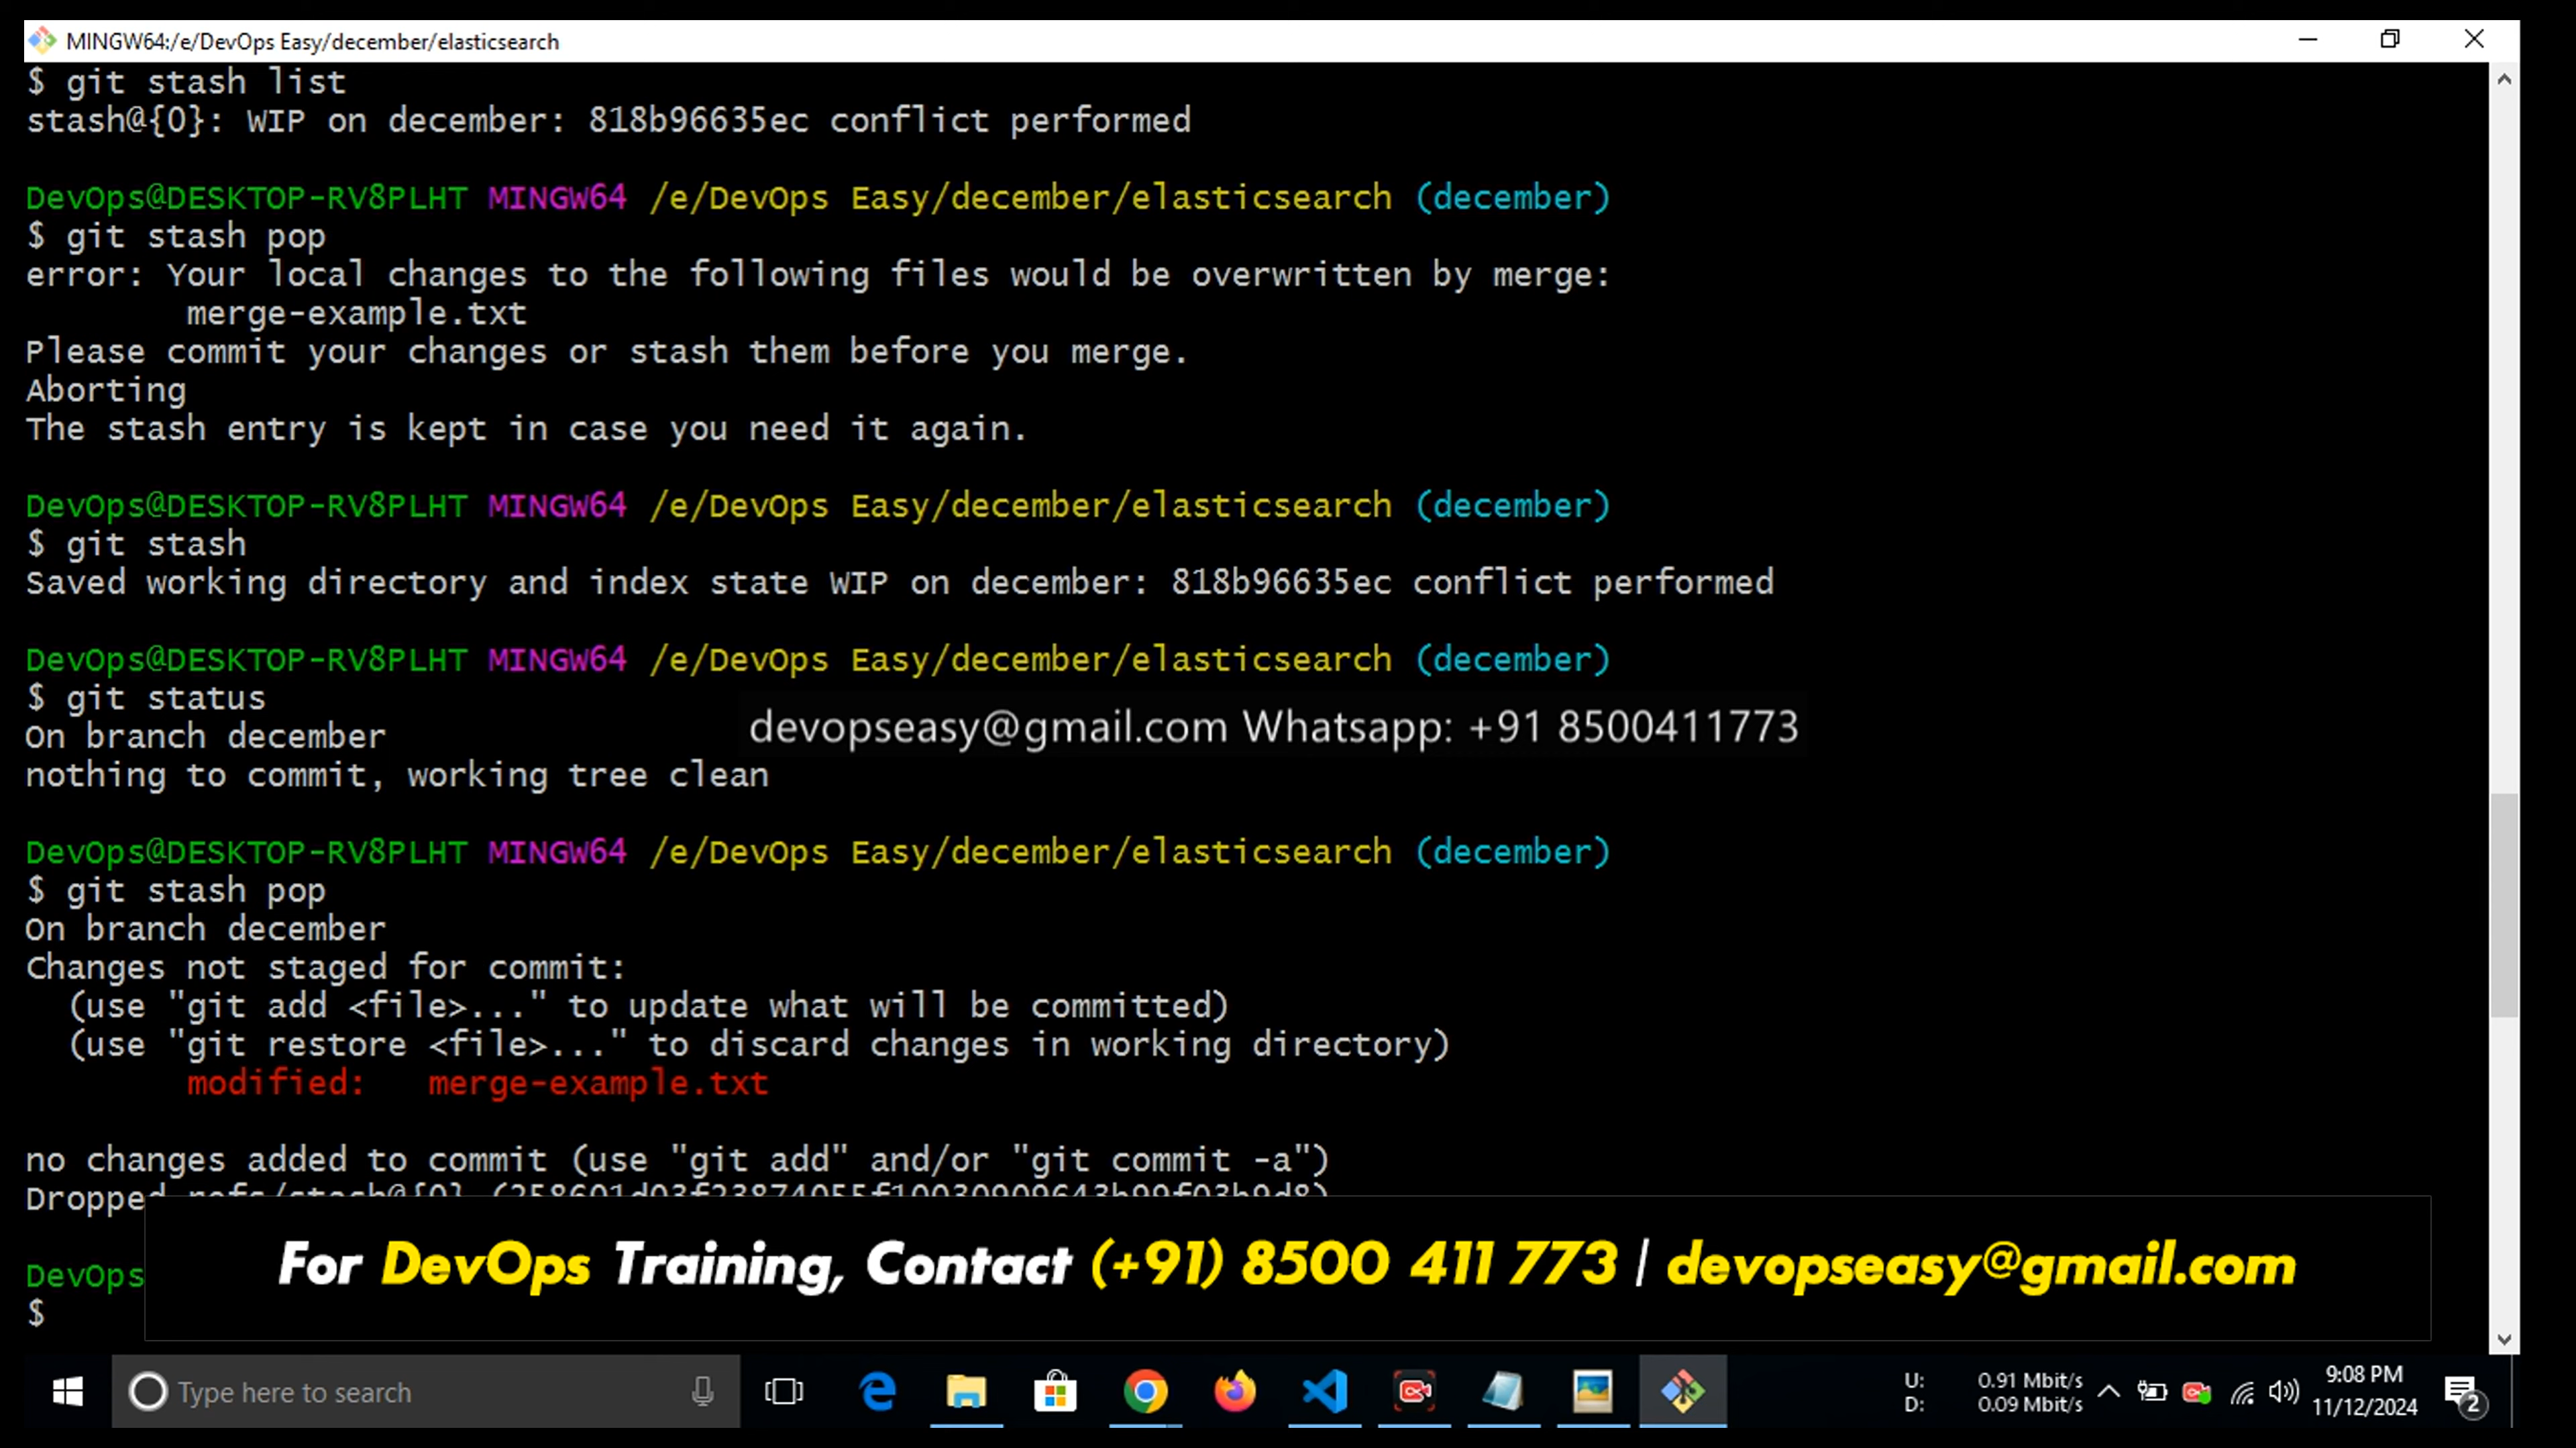 MINGW64:/e/DevOps Easy/december/elasticsearch
$ git stash list
stash@{0}: WIP on december: 818b96635ec conflict performed
DevOps@DESKTOP-RV8PLHT MINGW64 /e/DevOps Easy/december/elasticsearch (december)
$ git stash pop
error: Your local changes to the following files would be overwritten by merge:
merge-example.txt
Please commit your changes or stash them before you merge.
Aborting
The stash entry is kept in case you need it again.
DevOps@DESKTOP-RV8PLHT MINGW64 /e/DevOps Easy/december/elasticsearch (december)
$ git stash
Saved working directory and index state WIP on december: 818b96635ec conflict performed
DevOps@DESKTOP-RV8PLHT MINGW64 /e/DevOps Easy/december/elasticsearch (december)
$ git status
On branch december
devopseasy@gmail.com Whatsapp: +91 8500411773
nothing to commit, working tree clean
DevOps@DESKTOP-RV8PLHT MINGW64 /e/DevOps Easy/december/elasticsearch (december)
$ git stash pop
On branch december
Changes not staged for commit:
(use "git add <file>..." to update what will be committed)
(use "git restore <file>..." to discard changes in working directory)
modified: merge-example.txt
no changes added to commit (use "git add" and/or "git commit -a")
Droppe refs/stash@{0}
DevOps
$
For DevOps Training, Contact (+91) 8500 411 773 | devopseasy@gmail.com
Type here to search
U: 0.91 Mbit/s
D: 0.09 Mbit/s
9:08 PM
11/12/2024
2